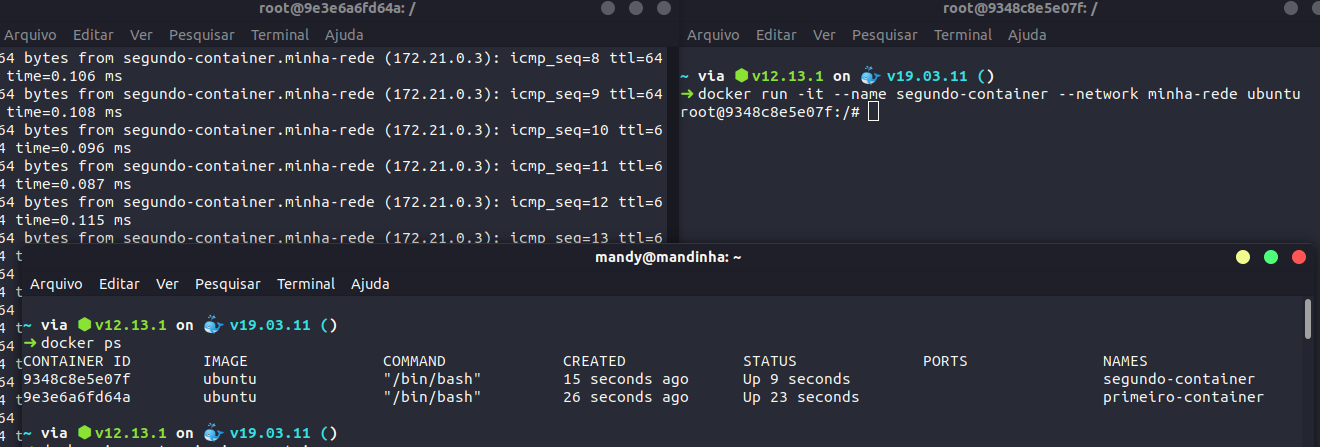 root@9e3e6a6fd64a: /
Arquivo Editar Ver Pesquisar Terminal Ajuda
64 bytes from segundo-container.minha-rede (172.21.0.3): icmp_seq=8 ttl=64
time=0.106 ms
64 bytes from segundo-container.minha-rede (172.21.0.3): icmp_seq=9 ttl=64
time=0.108 ms
64 bytes from segundo-container.minha-rede (172.21.0.3): icmp_seq=10 ttl=6
4 time=0.096 ms
64 bytes from segundo-container.minha-rede (172.21.0.3): icmp_seq=11 ttl=6
4 time=0.087 ms
64 bytes from segundo-container.minha-rede (172.21.0.3): icmp_seq=12 ttl=6
4 time=0.115 ms
64 bytes from segundo-container.minha-rede (172.21.0.3): icmp_seq=13 ttl=6
4 t
64
4 t
64
4 t
64
4 t
64
4 t
64
4 t
root@9348c8e5e07f: /
Arquivo Editar Ver Pesquisar Terminal Ajuda
~ via ⬢v12.13.1 on 🐳 v19.03.11 ()
➜ docker run -it --name segundo-container --network minha-rede ubuntu
root@9348c8e5e07f:/#
mandy@mandinha: ~
Arquivo Editar Ver Pesquisar Terminal Ajuda
~ via ⬢v12.13.1 on 🐳 v19.03.11 ()
➜ docker ps
CONTAINER ID IMAGE COMMAND CREATED STATUS PORTS NAMES
9348c8e5e07f ubuntu "/bin/bash" 15 seconds ago Up 9 seconds segundo-container
9e3e6a6fd64a ubuntu "/bin/bash" 26 seconds ago Up 23 seconds primeiro-container
~ via ⬢v12.13.1 on 🐳 v19.03.11 ()